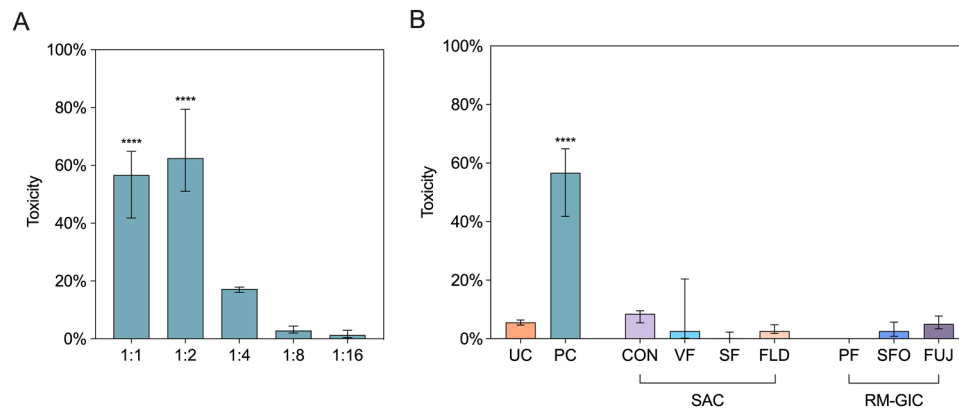 A
B
100%
80%
60%
40%
20%
0%
Toxicity
****
****
1:1
1:2
1:4
1:8
1:16
100%
80%
60%
40%
20%
0%
Toxicity
****
UC
PC
CON
VF
SF
FLD
PF
SFO
FUJ
SAC
RM-GIC